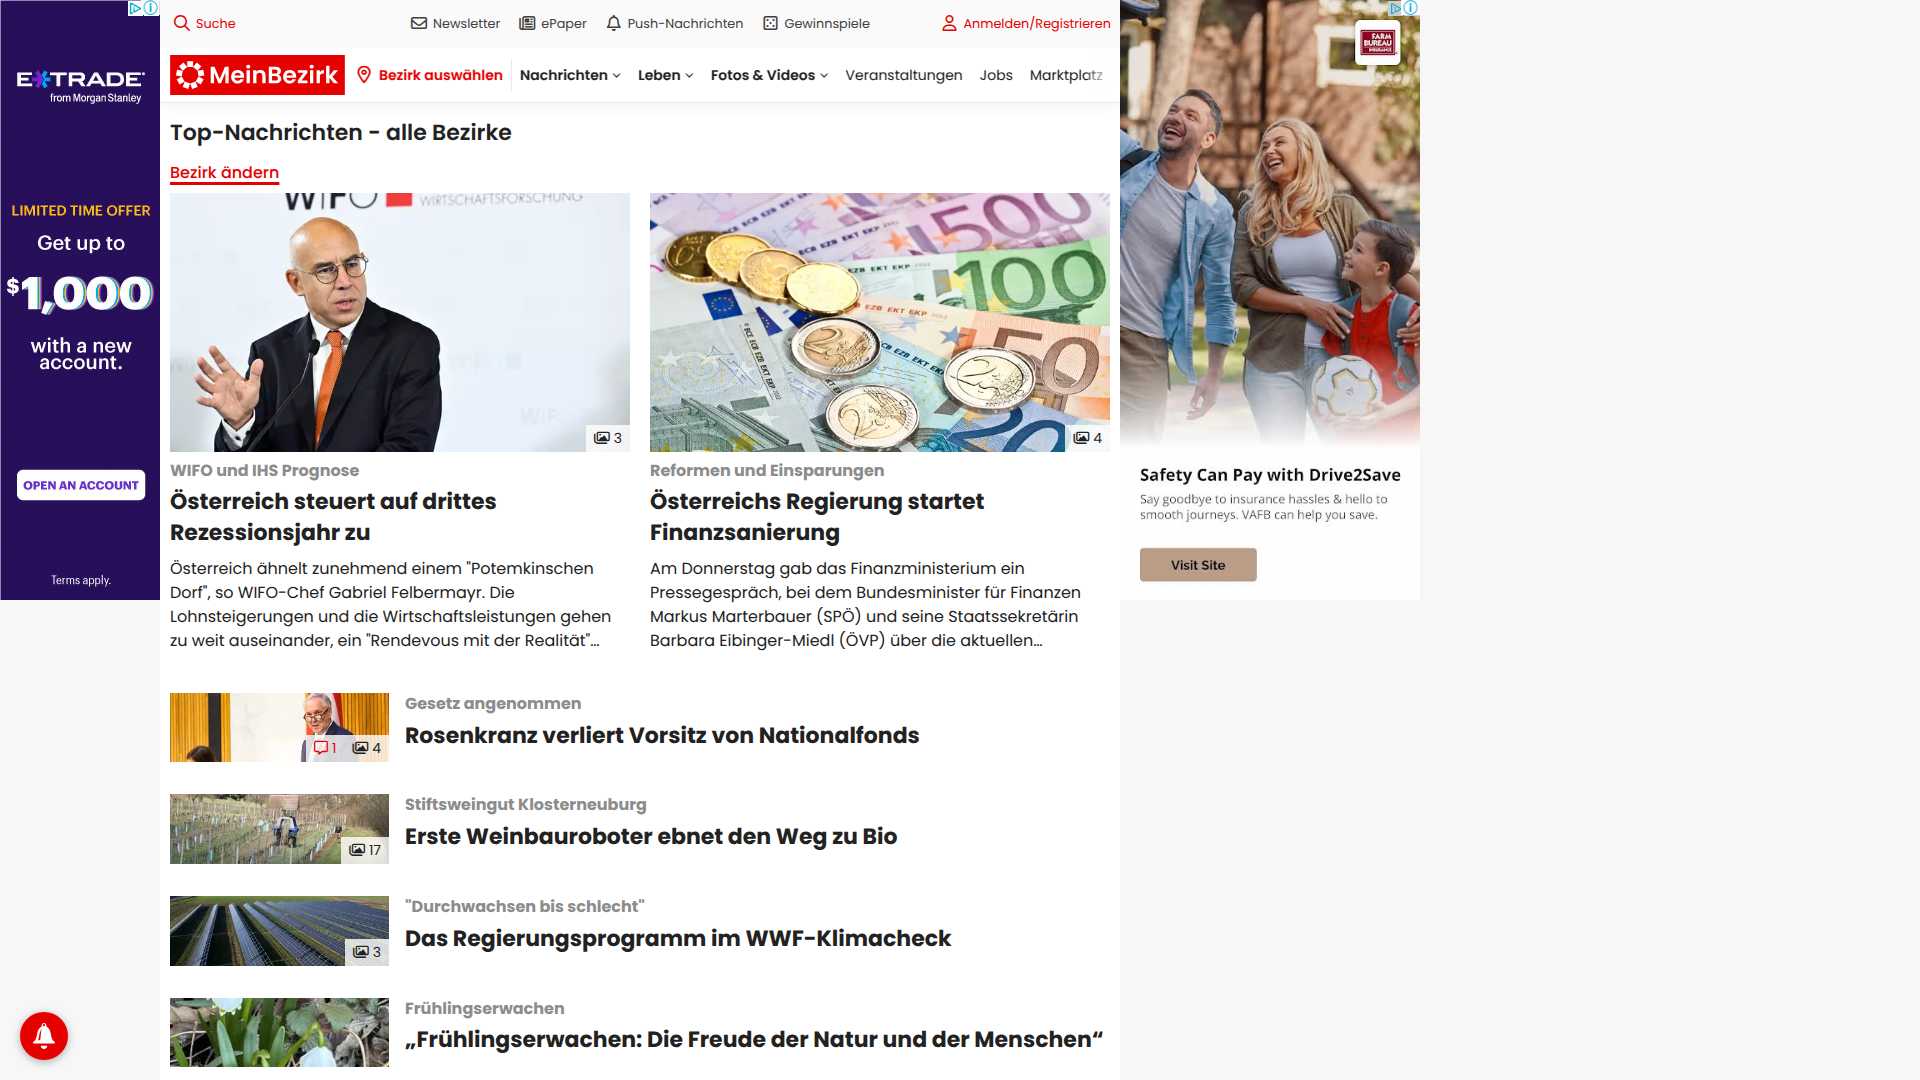 Suche
Newsletter
ePaper
Push-Nachrichten
Gewinnspiele
Anmelden/Registrieren
MeinBezirk
Bezirk auswählen
Nachrichten
Leben
Fotos & Videos
Veranstaltungen
Jobs
Marktplatz
E*TRADE
from Morgan Stanley
LIMITED TIME OFFER
Get up to
$1,000
with a new
account.
OPEN AN ACCOUNT
Terms apply.
Top-Nachrichten - alle Bezirke
Bezirk ändern
WIFO
WIRTSCHAFTSFORSCHUNG
3
WIFO und IHS Prognose
Österreich steuert auf drittes
Rezessionsjahr zu
Österreich ähnelt zunehmend einem "Potemkinschen
Dorf", so WIFO-Chef Gabriel Felbermayr. Die
Lohnsteigerungen und die Wirtschaftsleistungen gehen
zu weit auseinander, ein "Rendevous mit der Realität"...
500
100
50
20
4
Reformen und Einsparungen
Österreichs Regierung startet
Finanzsanierung
Am Donnerstag gab das Finanzministerium ein
Pressegespräch, bei dem Bundesminister für Finanzen
Markus Marterbauer (SPÖ) und seine Staatssekretärin
Barbara Eibinger-Miedl (ÖVP) über die aktuellen...
1
4
Gesetz angenommen
Rosenkranz verliert Vorsitz von Nationalfonds
17
Stiftsweingut Klosterneuburg
Erste Weinbauroboter ebnet den Weg zu Bio
3
"Durchwachsen bis schlecht"
Das Regierungsprogramm im WWF-Klimacheck
Frühlingserwachen
„Frühlingserwachen: Die Freude der Natur und der Menschen“
FARM
BUREAU
INSURANCE
Safety Can Pay with Drive2Save
Say goodbye to insurance hassles & hello to
smooth journeys. VAFB can help you save.
Visit Site